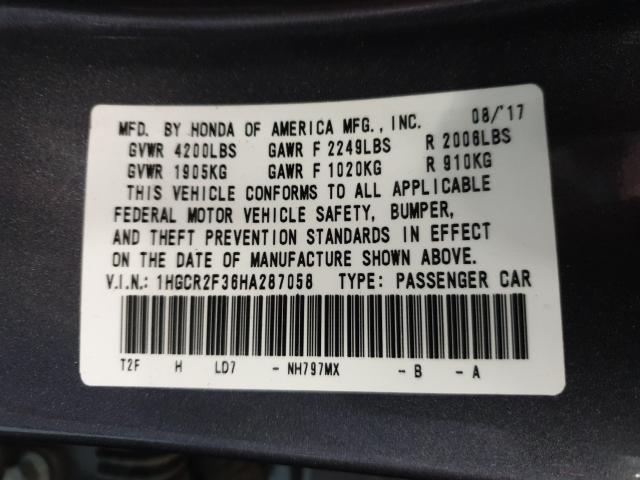 MFD. BY HONDA OF AMERICA MFG., INC. 08/'17
GVWR 4200LBS GAWR F 2249LBS R 2006LBS
GVWR 1905KG GAWR F 1020KG R 910KG
THIS VEHICLE CONFORMS TO ALL APPLICABLE
FEDERAL MOTOR VEHICLE SAFETY, BUMPER,
AND THEFT PREVENTION STANDARDS IN EFFECT
ON THE DATE OF MANUFACTURE SHOWN ABOVE.
V.I.N.: 1HGCR2F36HA287058 TYPE: PASSENGER CAR
T2F H LD7 - NH797MX - B - A